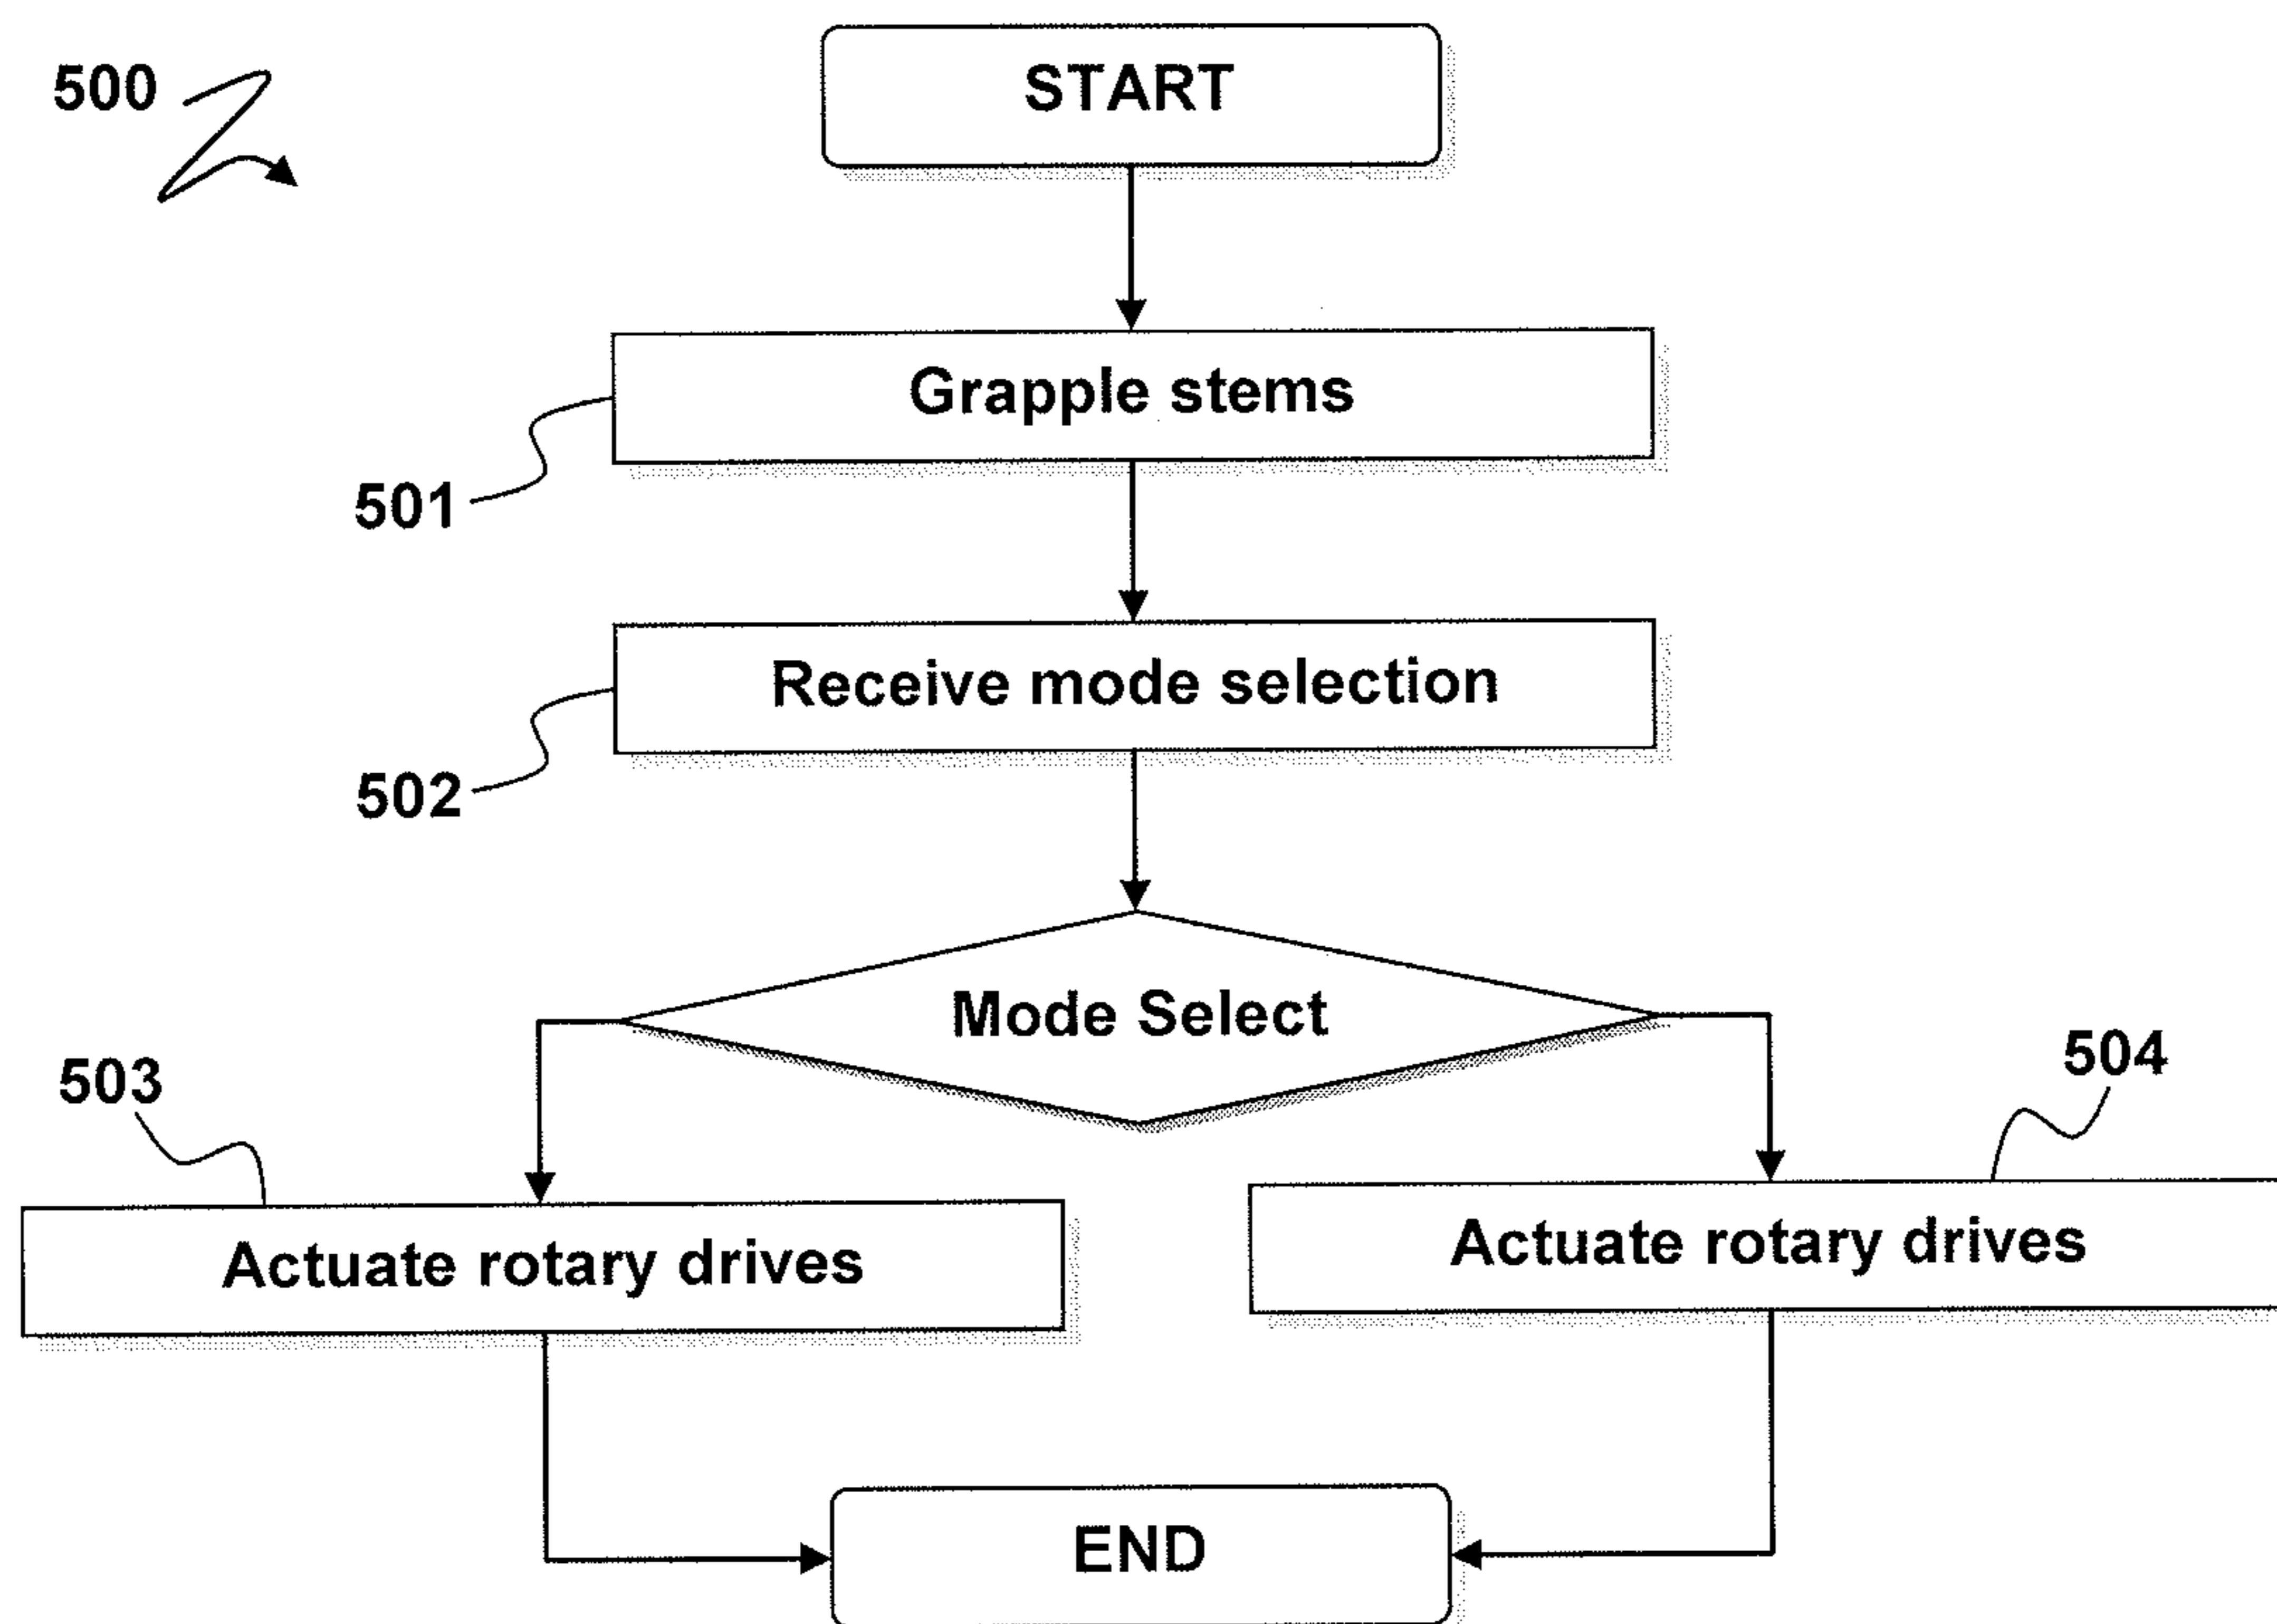 500
START
Grapple stems
501
Receive mode selection
502
Mode Select
503
504
Actuate rotary drives
Actuate rotary drives
END